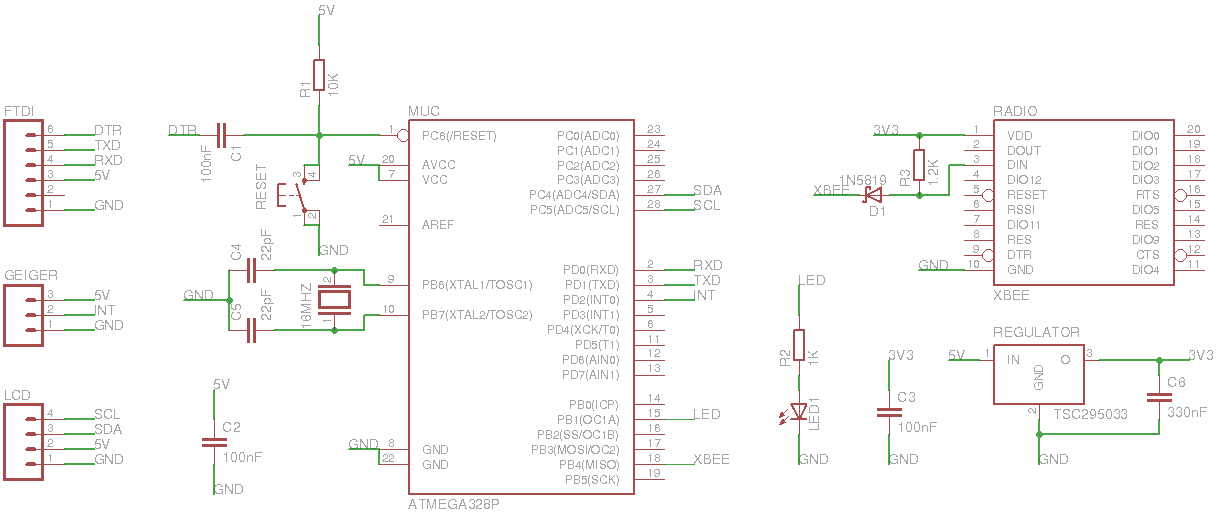 5V
R1
10K
FTDI
6 DTR
5 TXD
4 RXD
3 5V
2
1 GND
DTR
100nF
C1
RESET
3
4
1
2
GND
GEIGER
3 5V
2 INT
1 GND
GND
C4
22pF
C5
22pF
16MHZ
2
1
LCD
4 SCL
3 SDA
2 5V
1 GND
5V
C2
100nF
GND
MUC
1 PC6(/RESET)
5V
20 AVCC
7 VCC
21 AREF
9 PB6(XTAL1/TOSC1)
10 PB7(XTAL2/TOSC2)
GND
8 GND
22 GND
PC0(ADC0) 23
PC1(ADC1) 24
PC2(ADC2) 25
PC3(ADC3) 26
PC4(ADC4/SDA) 27 SDA
PC5(ADC5/SCL) 28 SCL
PD0(RXD) 2 RXD
PD1(TXD) 3 TXD
PD2(INT0) 4 INT
PD3(INT1) 5
PD4(XCK/T0) 6
PD5(T1) 11
PD6(AIN0) 12
PD7(AIN1) 13
PB0(ICP) 14
PB1(OC1A) 15 LED
PB2(SS/OC1B) 16
PB3(MOSI/OC2) 17
PB4(MISO) 18 XBEE
PB5(SCK) 19
ATMEGA328P
LED
R2
1K
LED1
GND
3V3
C3
100nF
GND
RADIO
3V3
R3
1.2K
XBEE
1N5819
D1
GND
1 VDD
2 DOUT
3 DIN
4 DIO12
5 RESET
6 RSSI
7 DIO11
8 RES
9 DTR
10 GND
DIO0 20
DIO1 19
DIO2 18
DIO3 17
RTS 16
DIO5 15
RES 14
DIO9 13
CTS 12
DIO4 11
XBEE
REGULATOR
5V
1 IN
O 3
3V3
GND
2
TSC295033
C6
330nF
GND